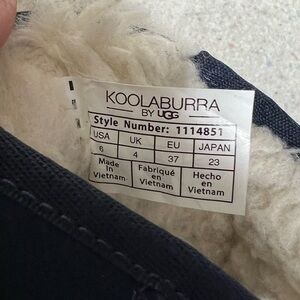 KOOLABURRA
BY UGG
Style Number: 1114851
USA UK EU JAPAN
6 4 37 23
Made in Vietnam
Fabriqué en Vietnam
Hecho en Vietnam